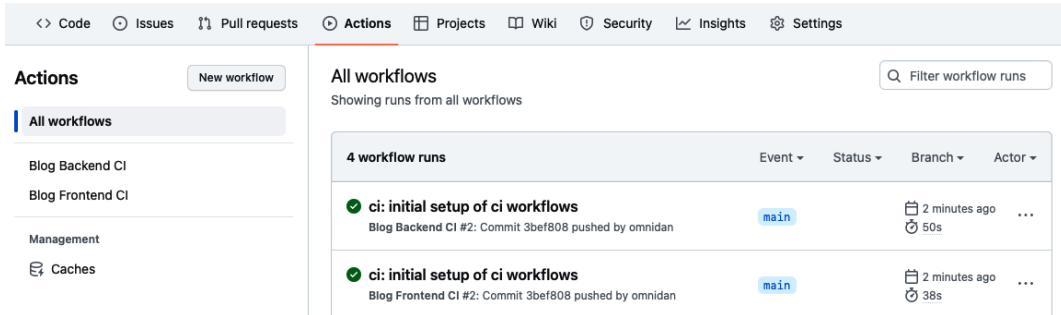 Code Issues Pull requests Actions Projects Wiki Security Insights Settings
Actions
New workflow
All workflows
Blog Backend CI
Blog Frontend CI
Management
Caches
All workflows
Showing runs from all workflows
Filter workflow runs
4 workflow runs Event Status Branch Actor
ci: initial setup of ci workflows
Blog Backend CI #2: Commit 3bef808 pushed by omnidan
main
2 minutes ago
50s
ci: initial setup of ci workflows
Blog Frontend CI #2: Commit 3bef808 pushed by omnidan
main
2 minutes ago
38s